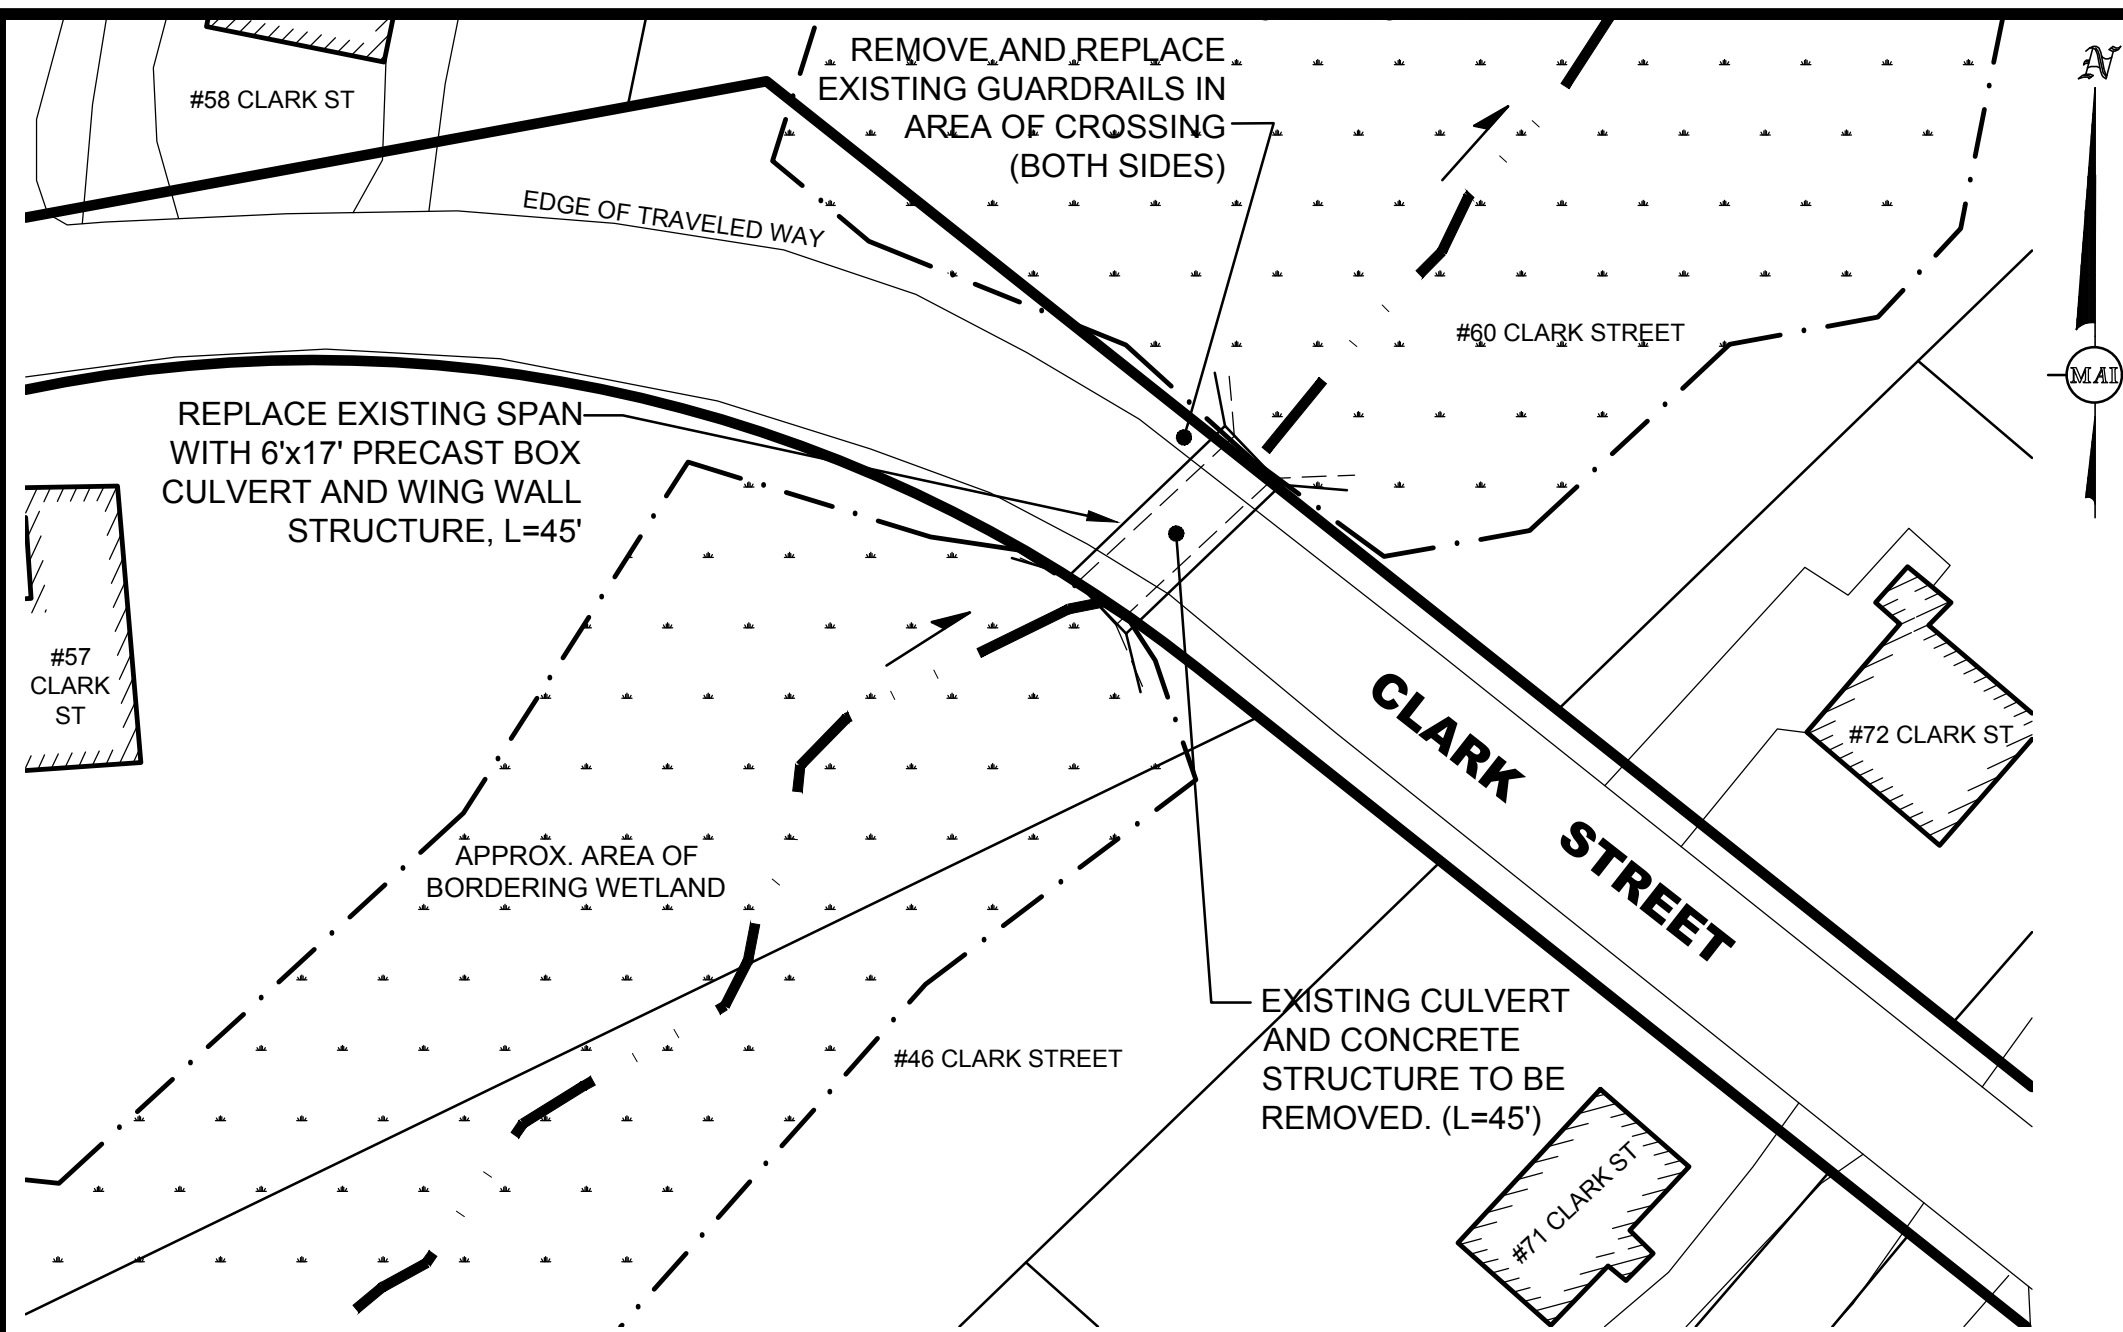 REMOVE AND REPLACE
EXISTING GUARDRAILS IN
AREA OF CROSSING
(BOTH SIDES)
N
#58 CLARK ST
EDGE OF TRAVELED WAY
#60 CLARK STREET
MAI
REPLACE EXISTING SPAN
WITH 6'x17' PRECAST BOX
CULVERT AND WING WALL
STRUCTURE, L=45'
#57
CLARK
ST
CLARK STREET
#72 CLARK ST
APPROX. AREA OF
BORDERING WETLAND
#46 CLARK STREET
EXISTING CULVERT
AND CONCRETE
STRUCTURE TO BE
REMOVED. (L=45')
#71 CLARK ST